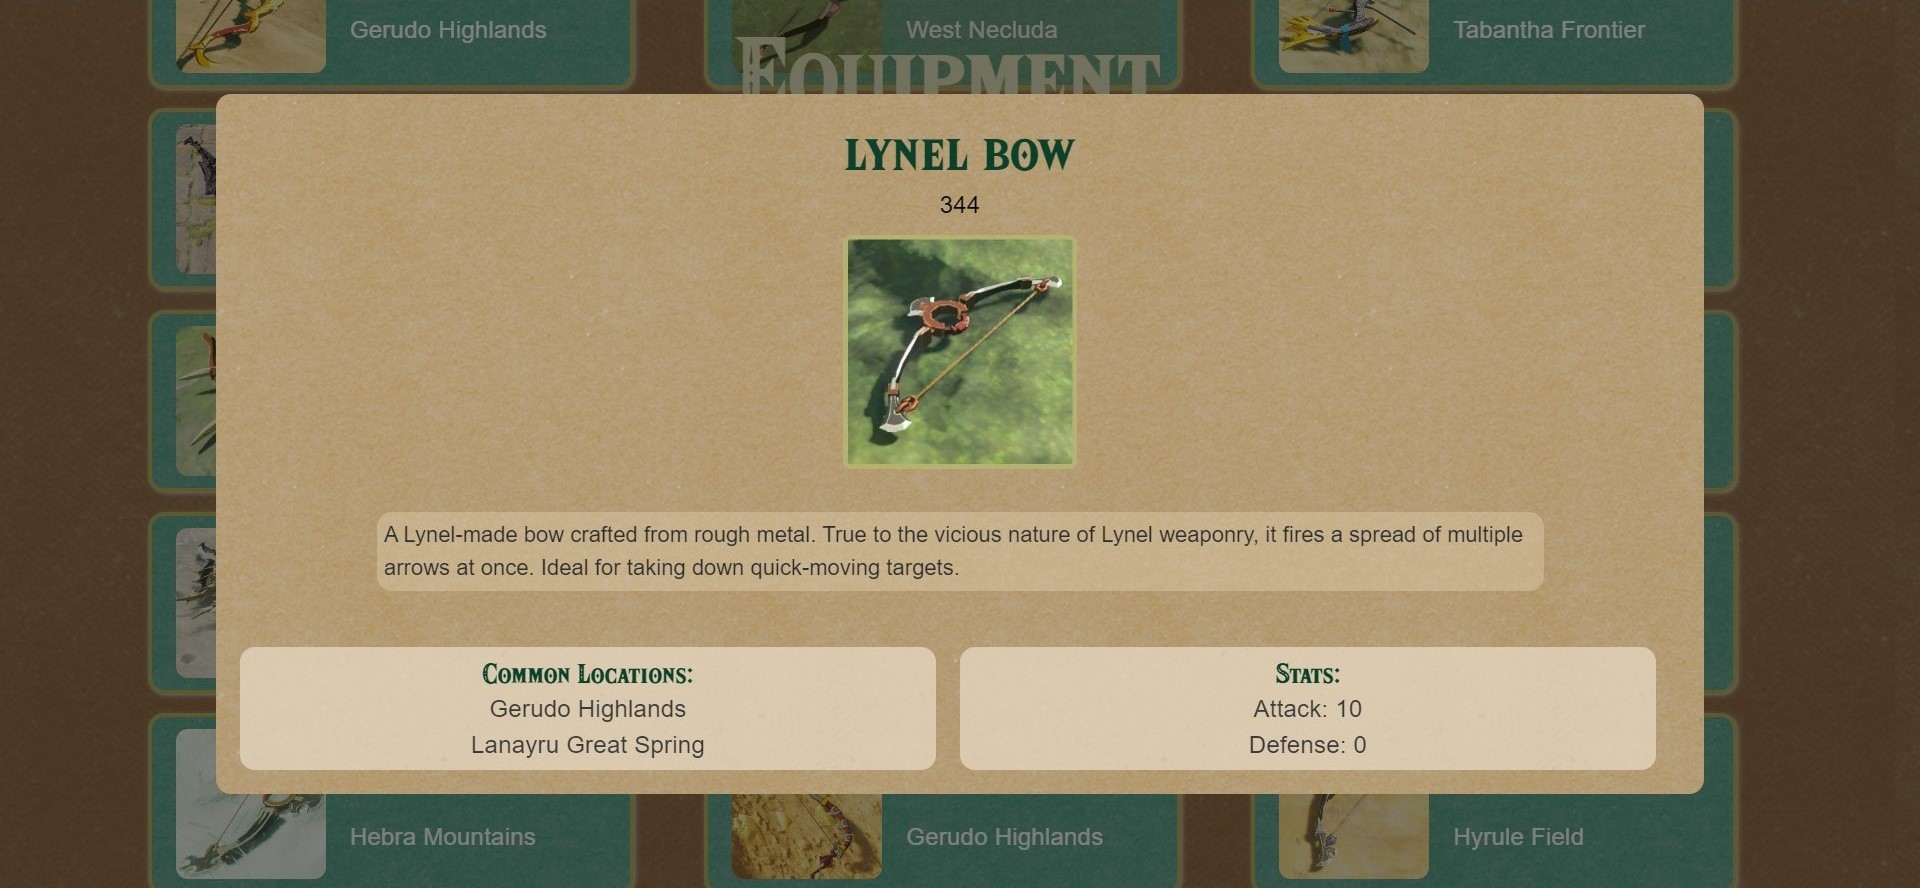 Gerudo Highlands
West Necluda
Tabantha Frontier
Equipment
Lynel Bow
344
A Lynel-made bow crafted from rough metal. True to the vicious nature of Lynel weaponry, it fires a spread of multiple
arrows at once. Ideal for taking down quick-moving targets.
Common Locations:
Gerudo Highlands
Lanayru Great Spring
Stats:
Attack: 10
Defense: 0
Hebra Mountains
Gerudo Highlands
Hyrule Field